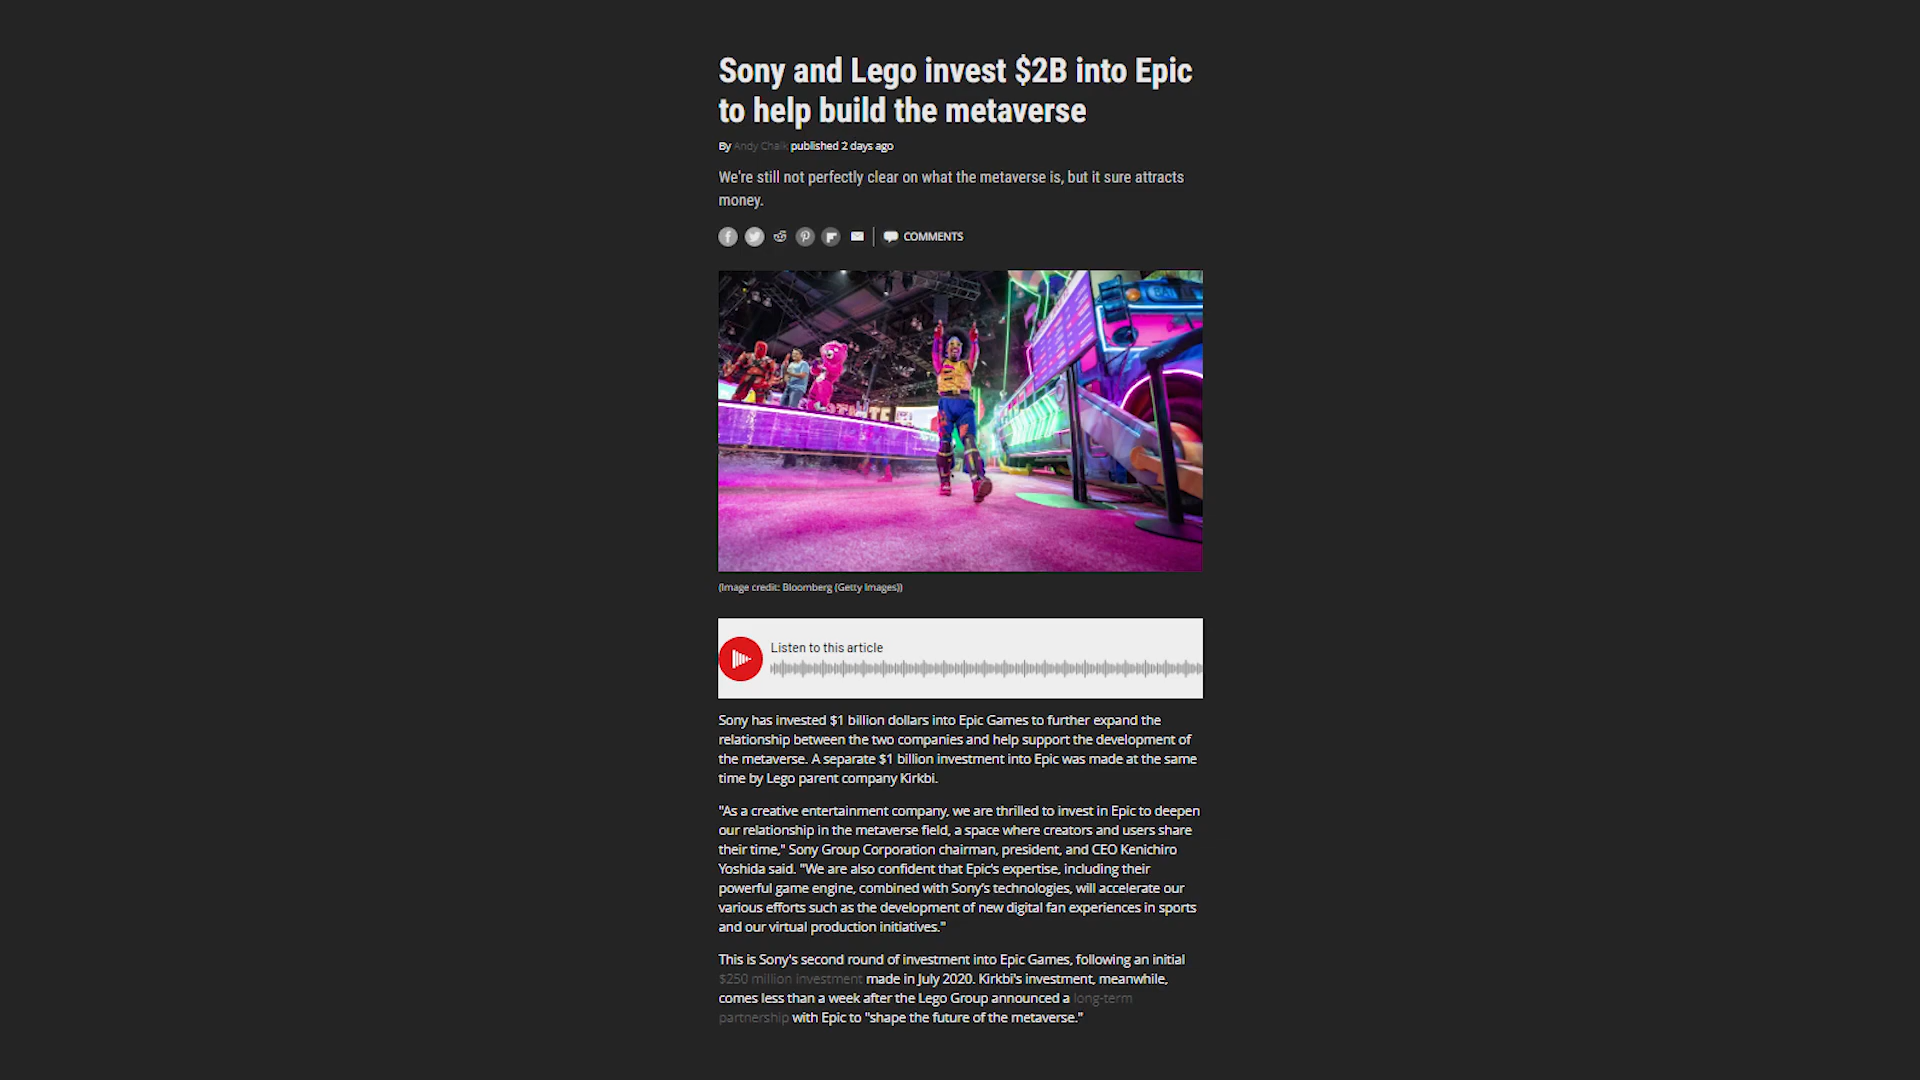 Sony and Lego invest $2B into Epic
to help build the metaverse
By Andy Chalk published 2 days ago
We're still not perfectly clear on what the metaverse is, but it sure attracts
money.
COMMENTS
(Image credit: Bloomberg (Getty Images))
Listen to this article
Sony has invested $1 billion dollars into Epic Games to further expand the
relationship between the two companies and help support the development of
the metaverse. A separate $1 billion investment into Epic was made at the same
time by Lego parent company Kirkbi.
"As a creative entertainment company, we are thrilled to invest in Epic to deepen
our relationship in the metaverse field, a space where creators and users share
their time," Sony Group Corporation chairman, president, and CEO Kenichiro
Yoshida said. "We are also confident that Epic's expertise, including their
powerful game engine, combined with Sony's technologies, will accelerate our
various efforts such as the development of new digital fan experiences in sports
and our virtual production initiatives."
This is Sony's second round of investment into Epic Games, following an initial
$250 million investment made in July 2020. Kirkbi's investment, meanwhile,
comes less than a week after the Lego Group announced a long-term
partnership with Epic to "shape the future of the metaverse."